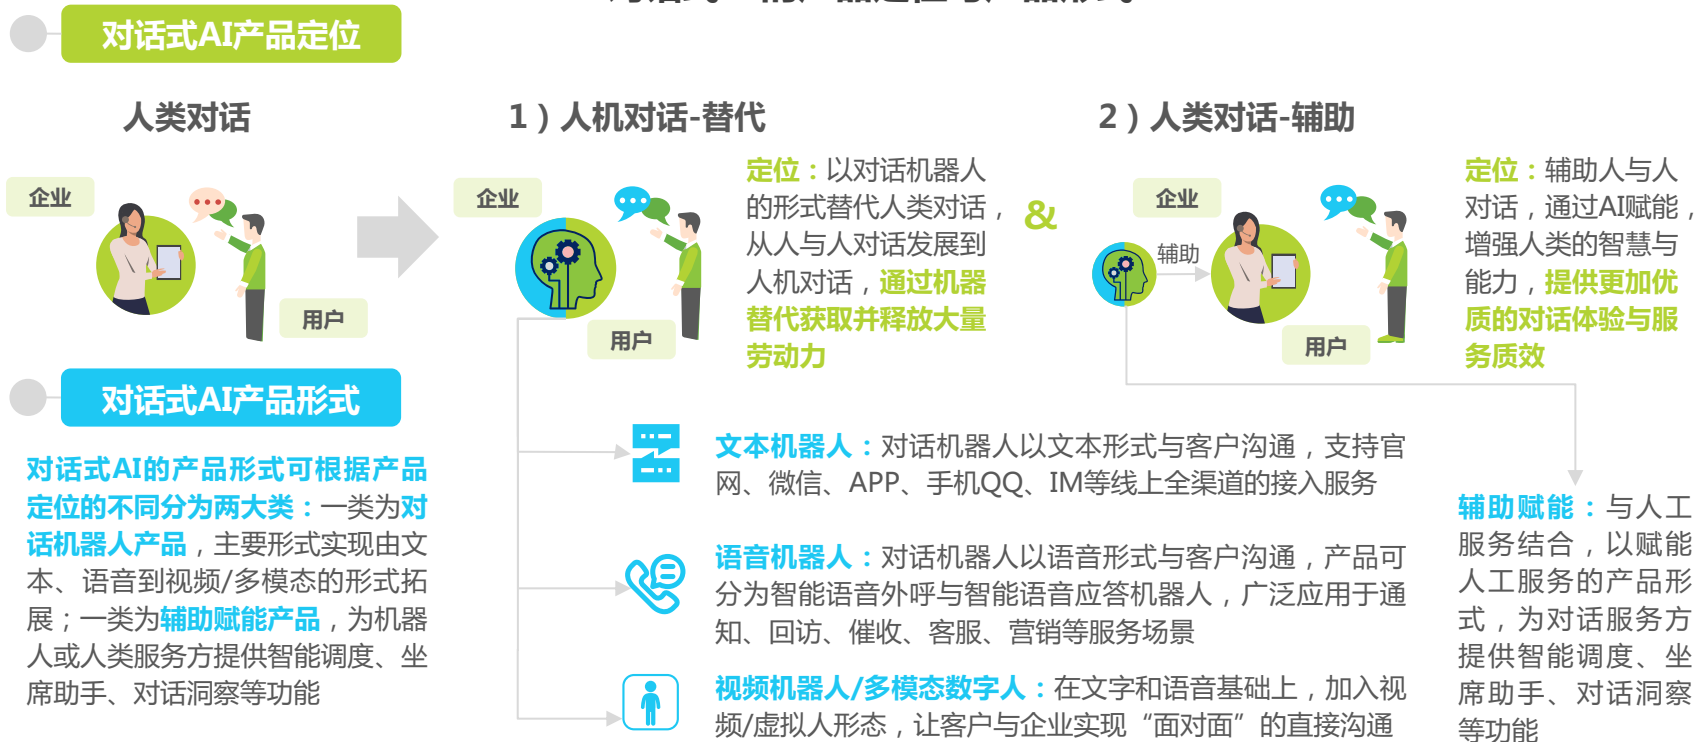 对话式AI产品定位
人类对话
企业
用户
1）人机对话-替代
企业
用户
定位：以对话机器人
的形式替代人类对话，
从人与人对话发展到
人机对话，通过机器
替代获取并释放大量
劳动力
&
2）人类对话-辅助
企业
辅助
用户
定位：辅助人与人
对话，通过AI赋能，
增强人类的智慧与
能力，提供更加优
质的对话体验与服
务质效
对话式AI产品形式
对话式AI的产品形式可根据产品
定位的不同分为两大类：一类为对
话机器人产品，主要形式实现由文
本、语音到视频/多模态的形式拓
展；一类为辅助赋能产品，为机器
人或人类服务方提供智能调度、坐
席助手、对话洞察等功能
文本机器人：对话机器人以文本形式与客户沟通，支持官
网、微信、APP、手机QQ、IM等线上全渠道的接入服务
语音机器人：对话机器人以语音形式与客户沟通，产品可
分为智能语音外呼与智能语音应答机器人，广泛应用于通
知、回访、催收、客服、营销等服务场景
视频机器人/多模态数字人：在文字和语音基础上，加入视
频/虚拟人形态，让客户与企业实现“面对面”的直接沟通
辅助赋能：与人工
服务结合，以赋能
人工服务的产品形
式，为对话服务方
提供智能调度、坐
席助手、对话洞察
等功能